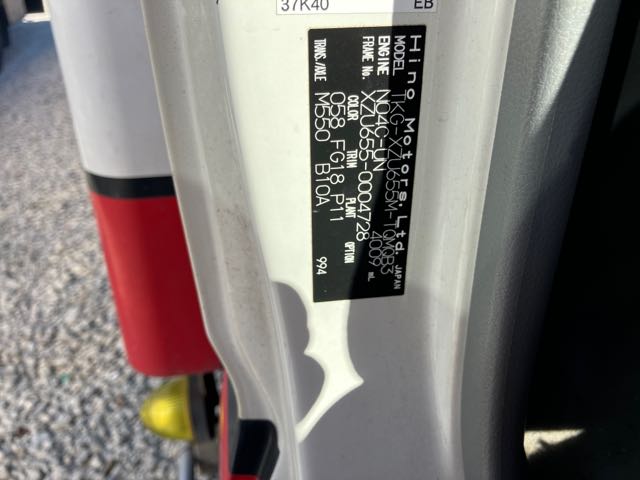 37K40 EB
Hino Motors,Ltd. JAPAN
MODEL TKG-XZU655M-TQMQB3
ENGINE N04C-UN 4009 mL
FRAME No. XZU655-0004728
COLOR TRIM PLANT OPTION
058 FG18 P11
TRANS./AXLE M550 B10A 994